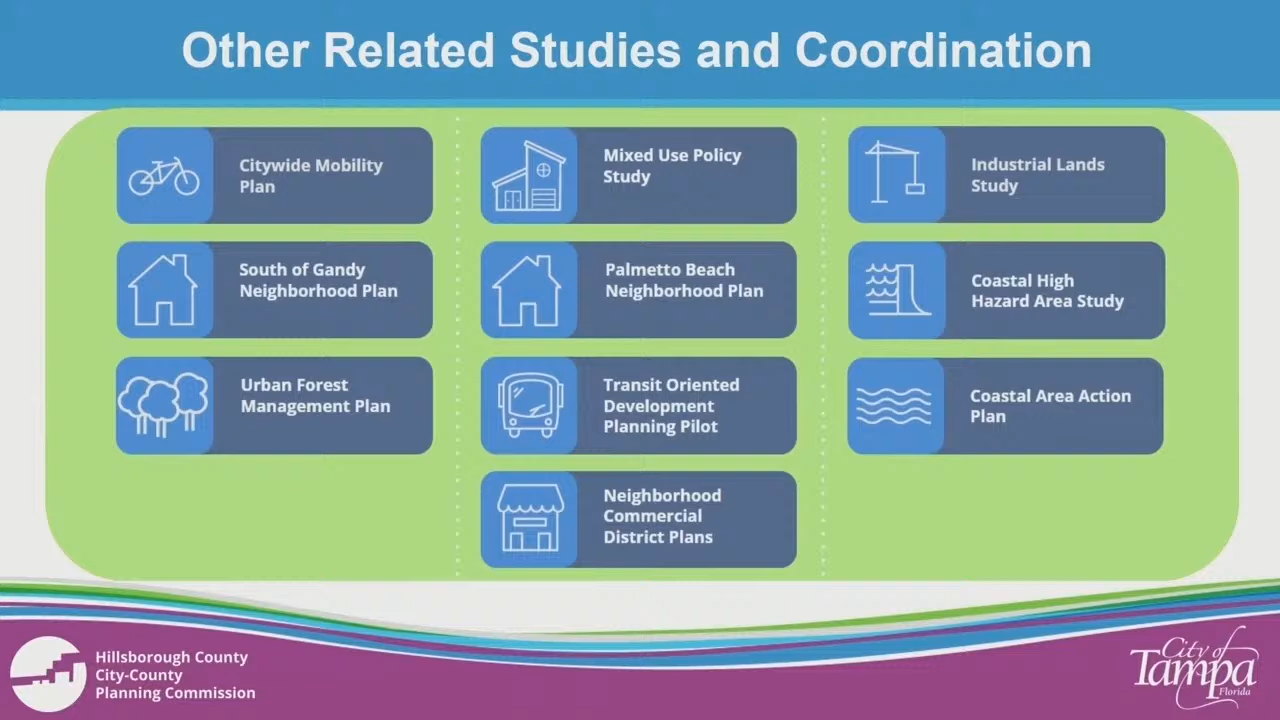 Other Related Studies and Coordination
Citywide Mobility
Plan
South of Gandy
Neighborhood Plan
Urban Forest
Management Plan
Mixed Use Policy
Study
Palmetto Beach
Neighborhood Plan
Transit Oriented
Development
Planning Pilot
Neighborhood
Commercial
District Plans
Industrial Lands
Study
Coastal High
Hazard Area Study
Coastal Area Action
Plan
Hillsborough County
City-County
Planning Commission
City of
Tampa
Florida